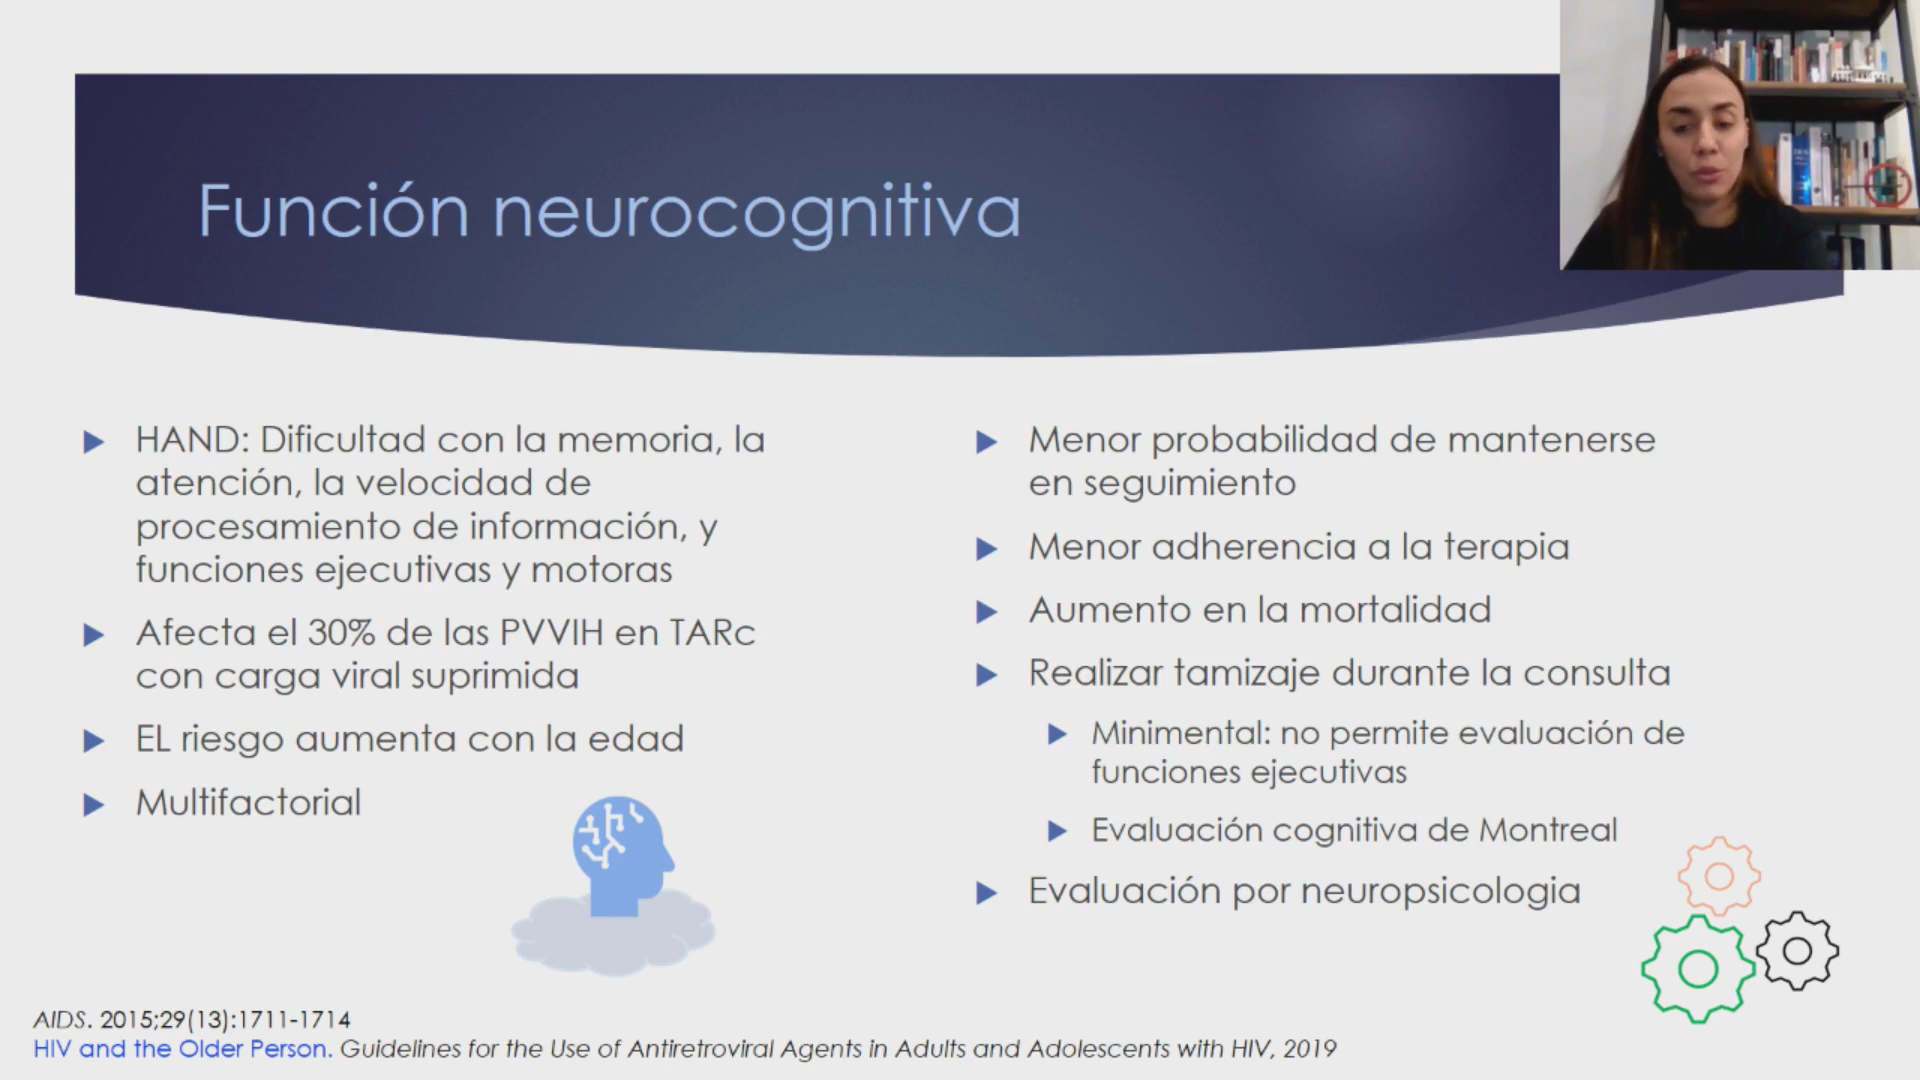 Función neurocognitiva
HAND: Dificultad con la memoria, la
atención, la velocidad de
procesamiento de información, y
funciones ejecutivas y motoras
Afecta el 30% de las PVVIH en TARc
con carga viral suprimida
EL riesgo aumenta con la edad
Multifactorial
Menor probabilidad de mantenerse
en seguimiento
Menor adherencia a la terapia
Aumento en la mortalidad
Realizar tamizaje durante la consulta
Minimental: no permite evaluación de
funciones ejecutivas
Evaluación cognitiva de Montreal
Evaluación por neuropsicologia
AIDS. 2015;29(13):1711-1714
HIV and the Older Person. Guidelines for the Use of Antiretroviral Agents in Adults and Adolescents with HIV, 2019